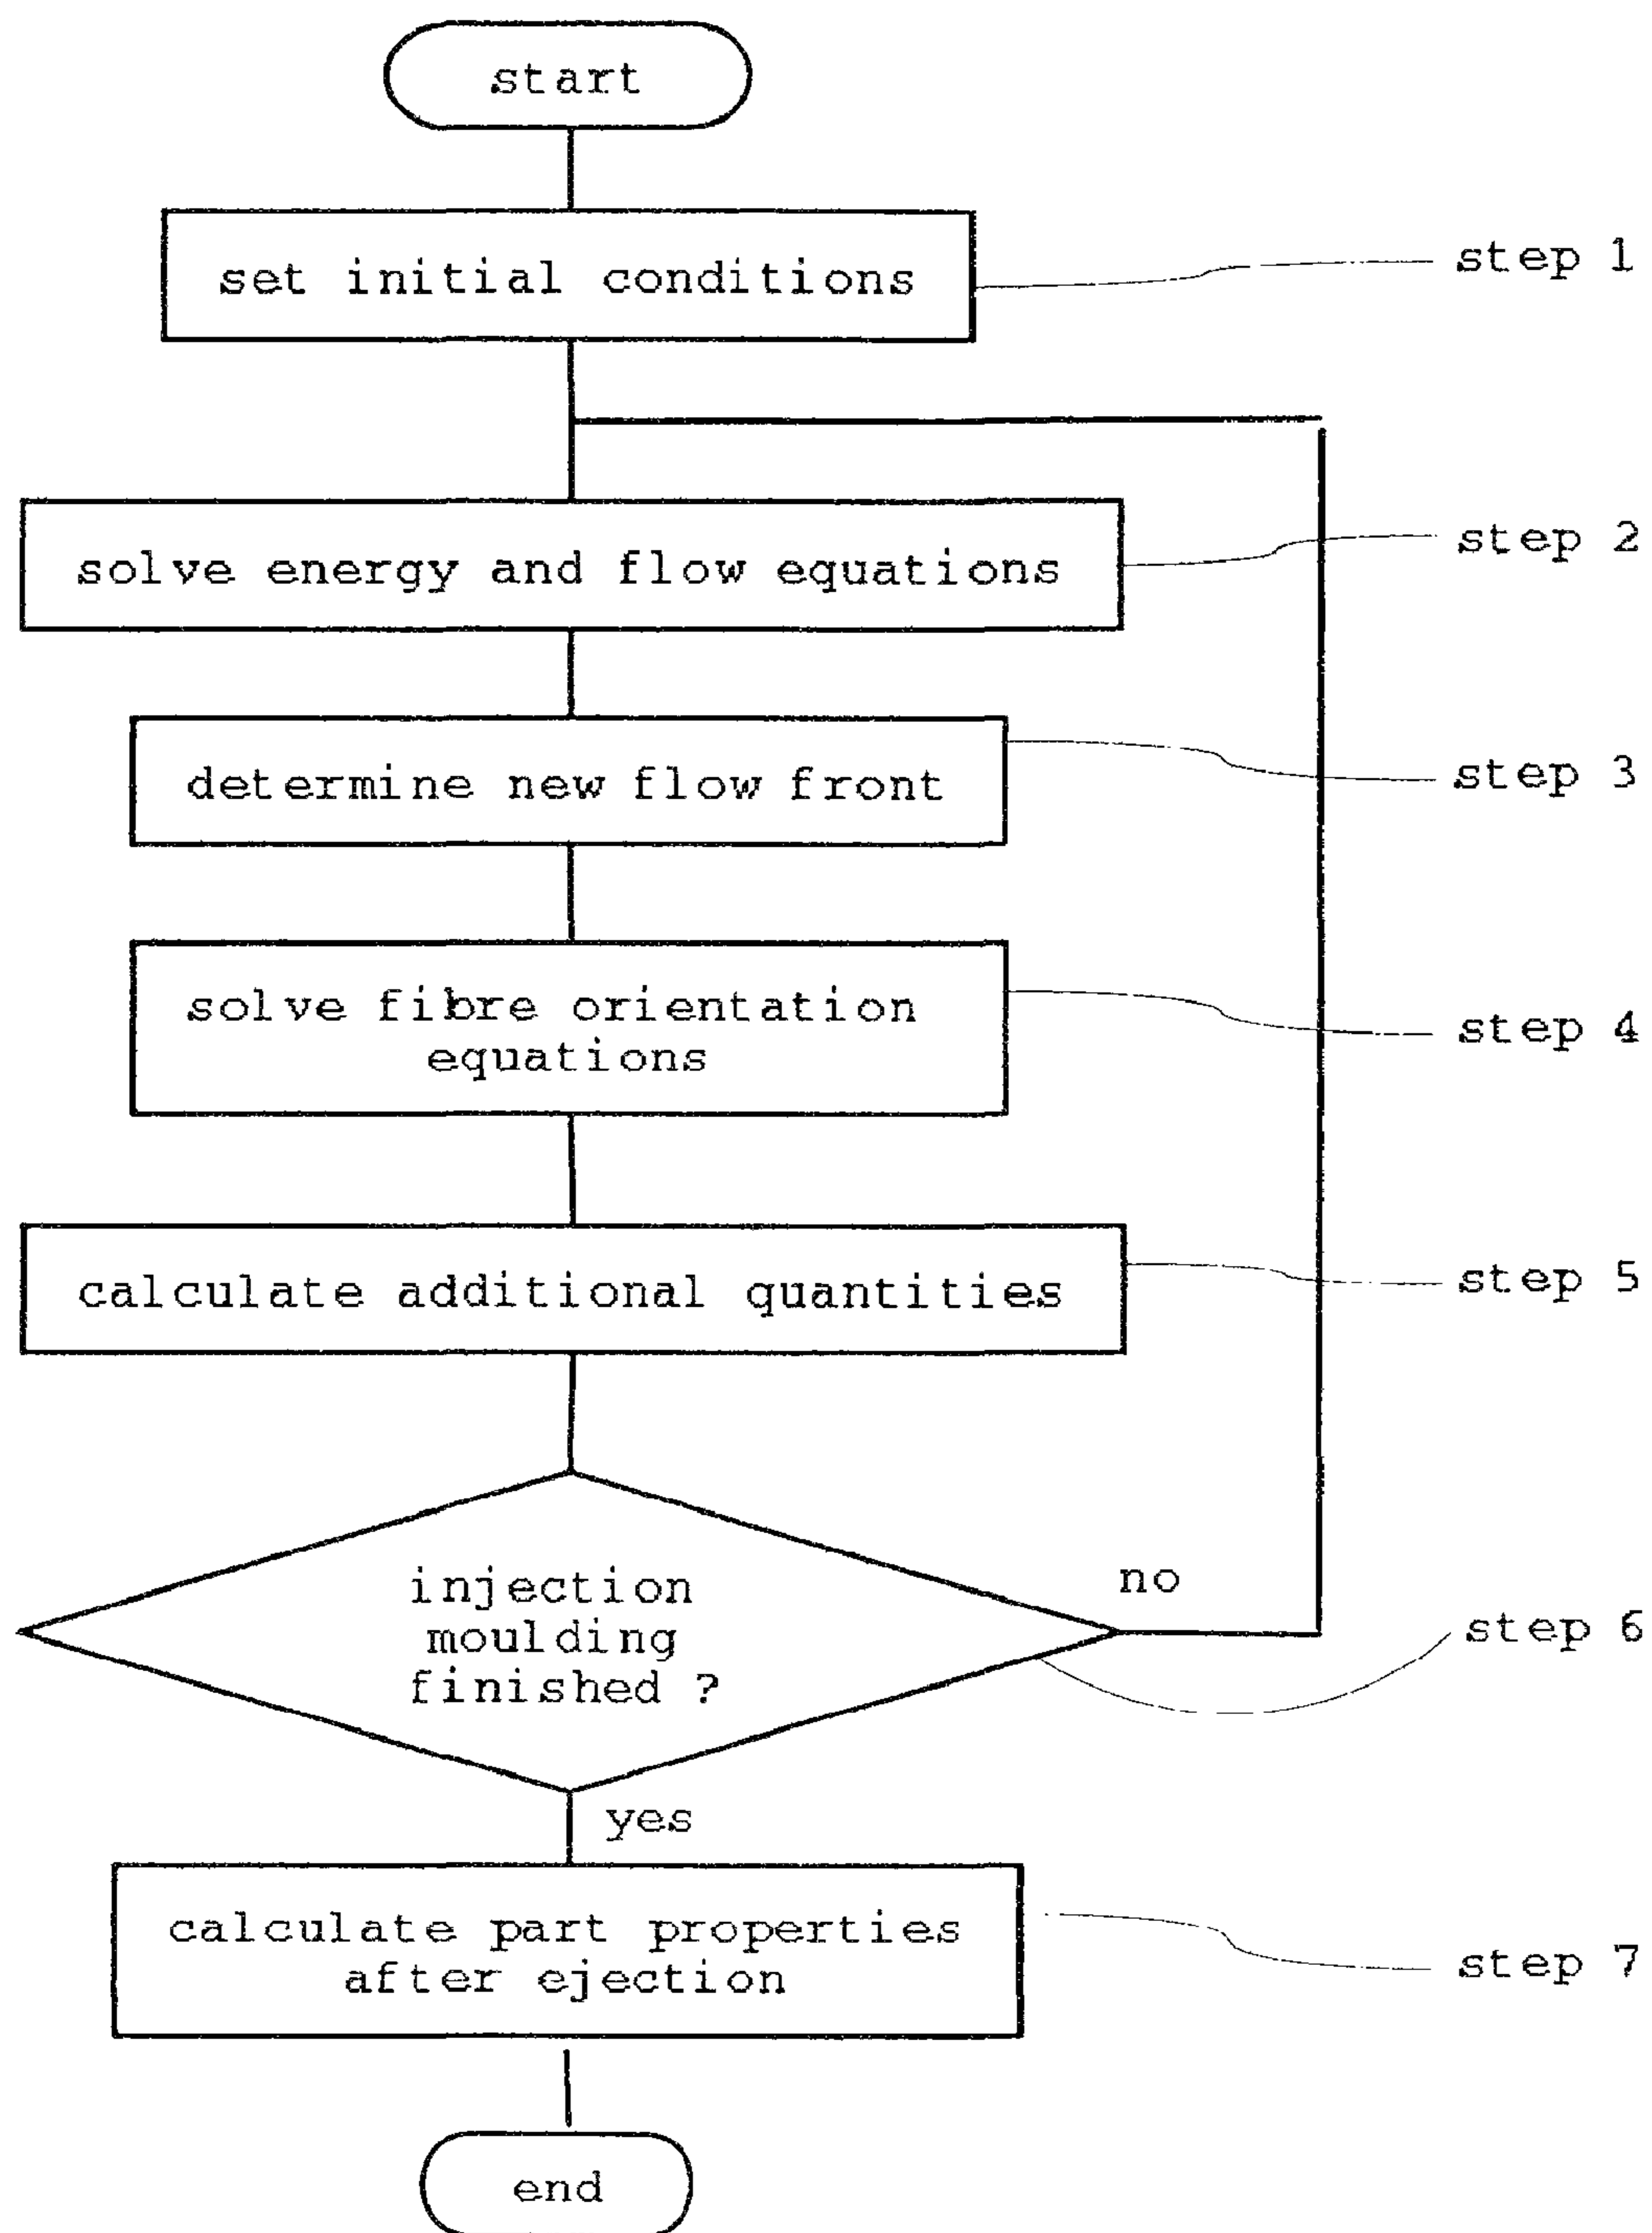 start
set initial conditions
step 1
solve energy and flow equations
step 2
determine new flow front
step 3
solve fibre orientation
equations
step 4
calculate additional quantities
step 5
injection
moulding
finished ?
no
step 6
yes
calculate part properties
after ejection
step 7
end